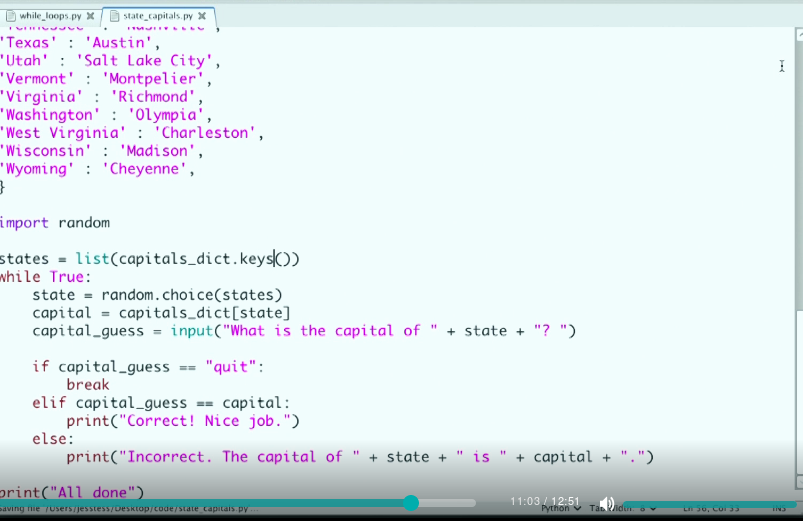 while_loops.py
state_capitals.py
'Tennessee' : 'Nashville',
'Texas' : 'Austin',
'Utah' : 'Salt Lake City',
'Vermont' : 'Montpelier',
'Virginia' : 'Richmond',
'Washington' : 'Olympia',
'West Virginia' : 'Charleston',
'Wisconsin' : 'Madison',
'Wyoming' : 'Cheyenne',
}
import random
states = list(capitals_dict.keys())
while True:
    state = random.choice(states)
    capital = capitals_dict[state]
    capital_guess = input("What is the capital of " + state + "? ")
    if capital_guess == "quit":
        break
    elif capital_guess == capital:
        print("Correct! Nice job.")
    else:
        print("Incorrect. The capital of " + state + " is " + capital + ".")
print("All done")
11:03 / 12:51
Saving file '/Users/jesstess/Desktop/code/state_capitals.py'...
Python
Tab Width: 8
INS